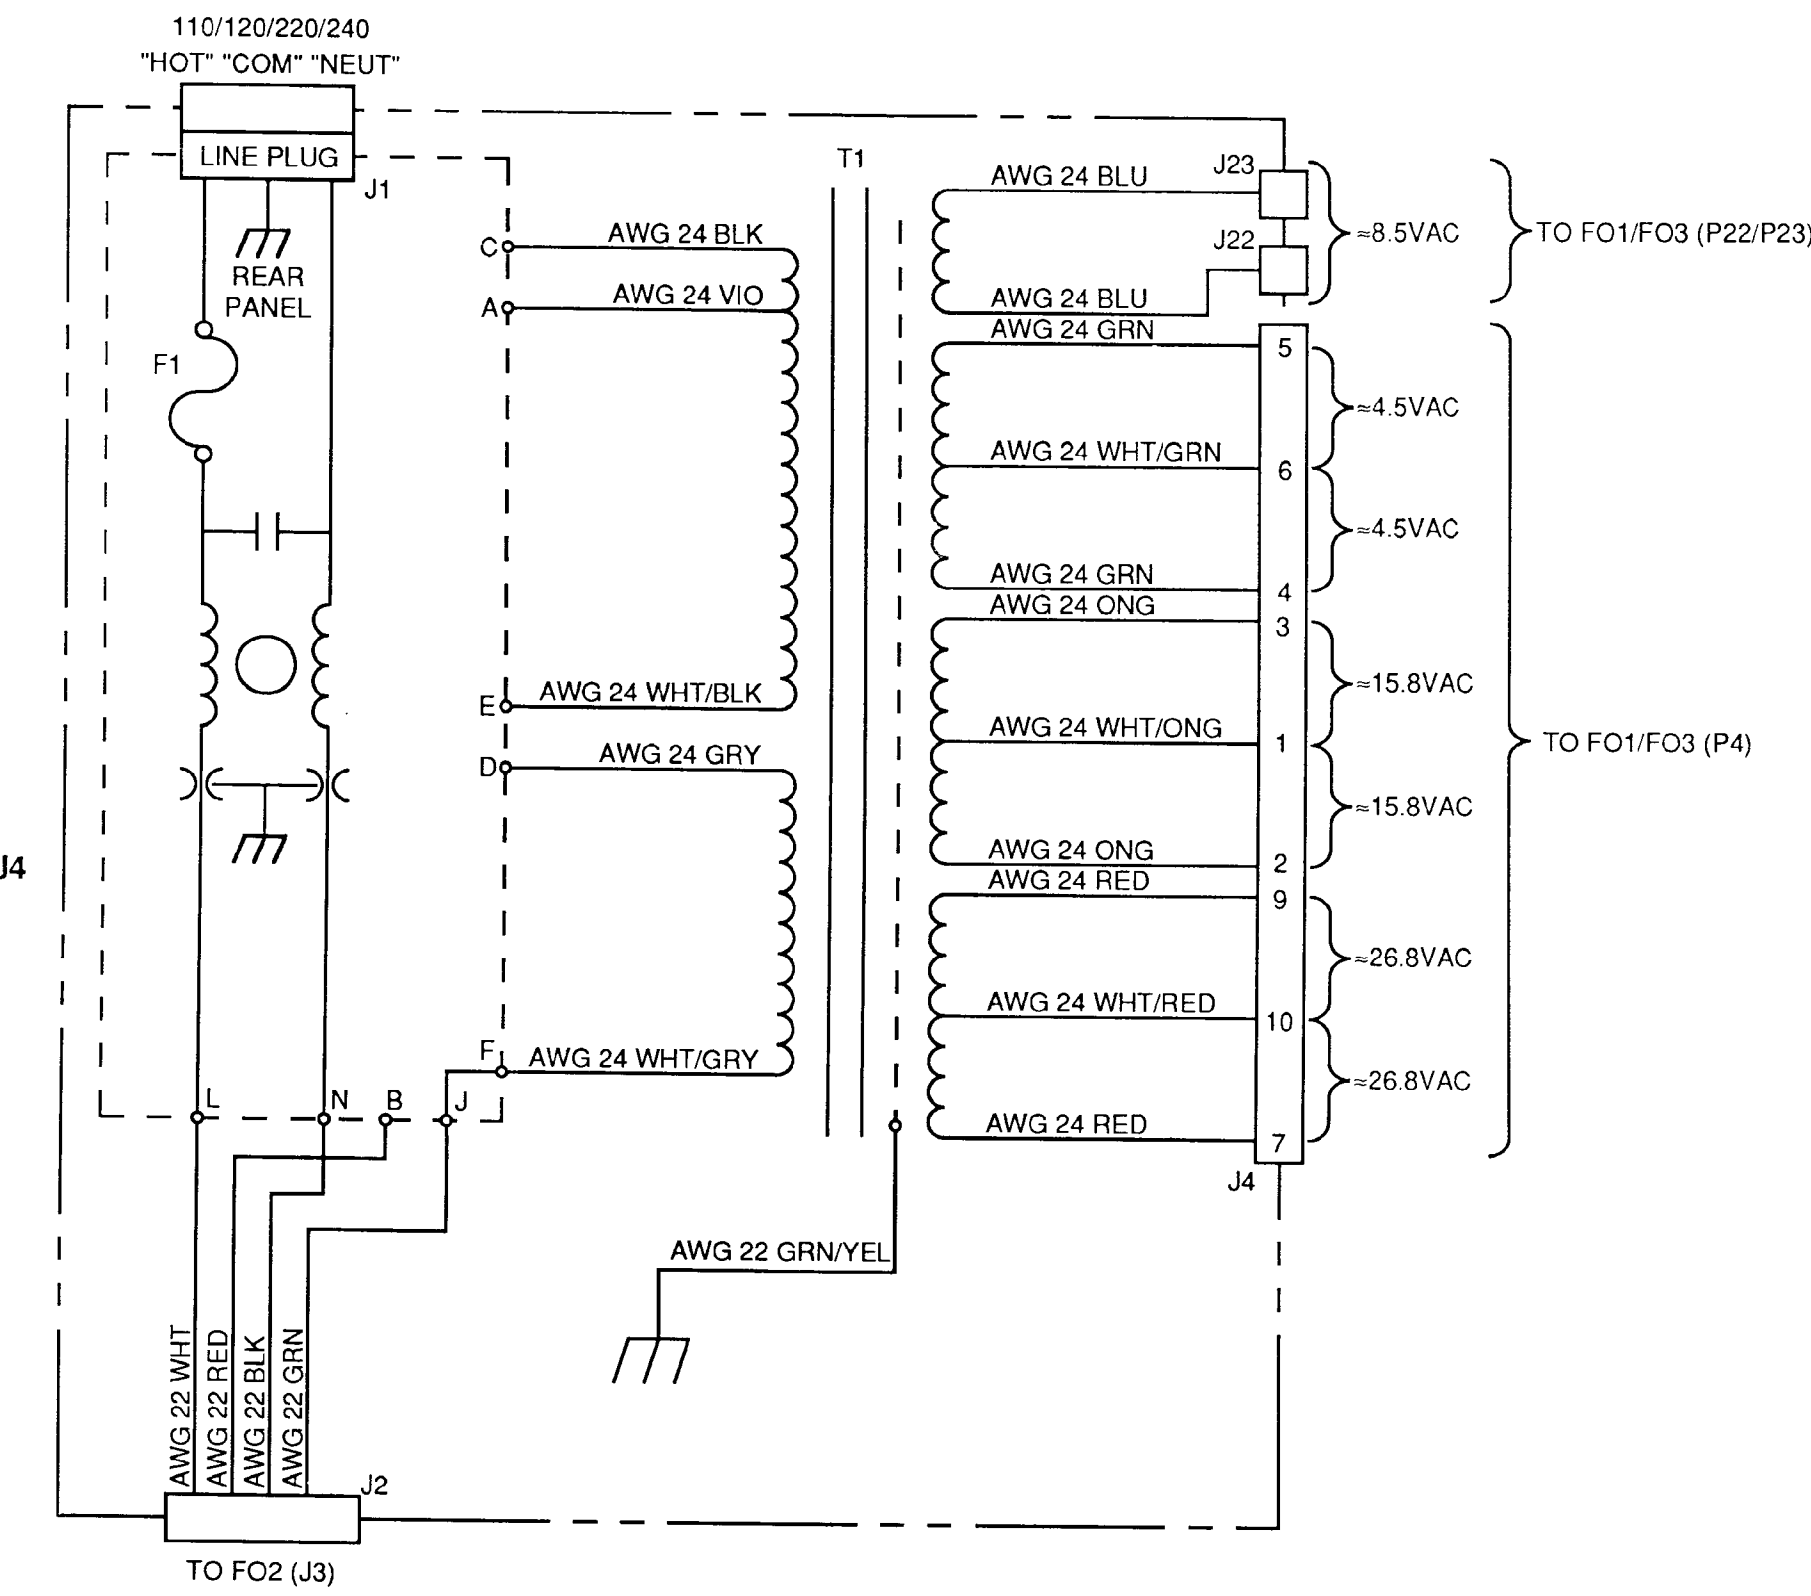 110/120/220/240
"HOT" "COM" "NEUT"
LINE PLUG
J1
REAR
PANEL
F1
C
AWG 24 BLK
A
AWG 24 VIO
E
AWG 24 WHT/BLK
D
AWG 24 GRY
F
AWG 24 WHT/GRY
T1
AWG 24 BLU
J23
J22
≈8.5VAC
TO FO1/FO3 (P22/P23)
AWG 24 BLU
AWG 24 GRN
5
≈4.5VAC
AWG 24 WHT/GRN
6
≈4.5VAC
AWG 24 GRN
4
AWG 24 ONG
3
≈15.8VAC
AWG 24 WHT/ONG
1
TO FO1/FO3 (P4)
≈15.8VAC
AWG 24 ONG
2
AWG 24 RED
9
≈26.8VAC
AWG 24 WHT/RED
10
≈26.8VAC
AWG 24 RED
7
J4
J4
L
N
B
J
AWG 22 GRN/YEL
AWG 22 WHT
AWG 22 RED
AWG 22 BLK
AWG 22 GRN
J2
TO FO2 (J3)